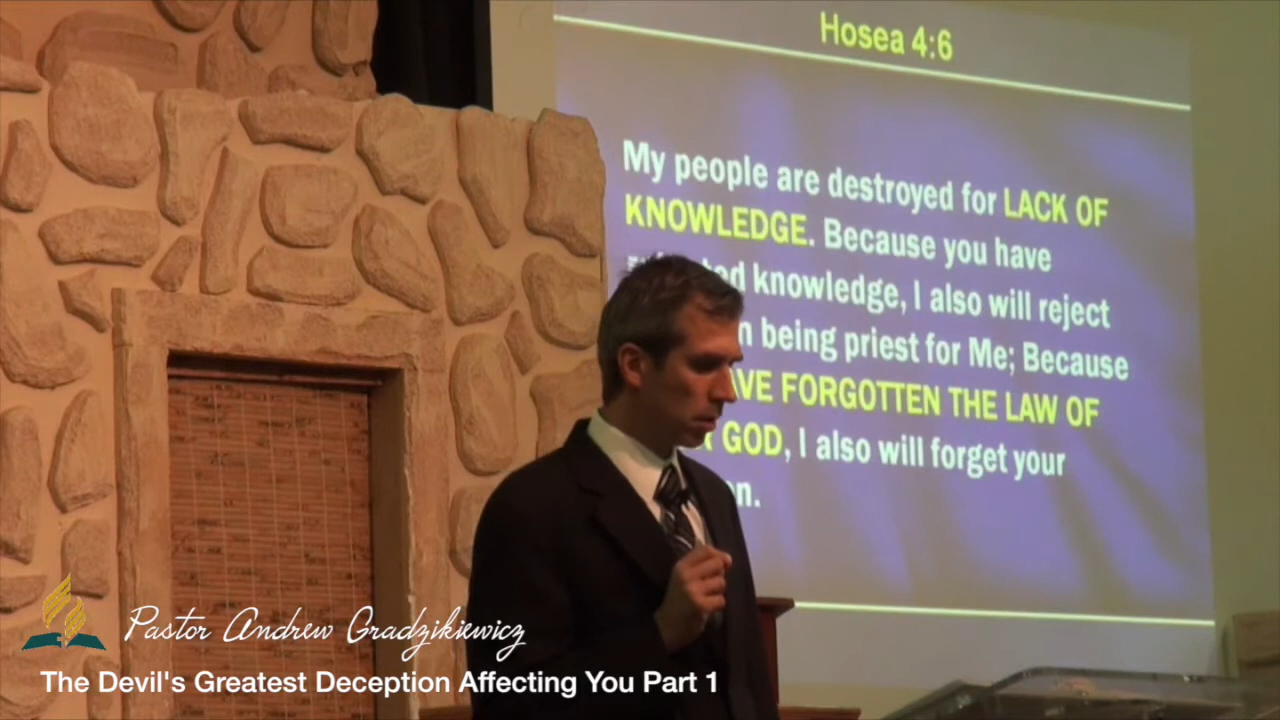 Hosea 4:6
My people are destroyed for LACK OF
KNOWLEDGE. Because you have
knowledge, I also will reject
being priest for Me; Because
FORGOTTEN THE LAW OF
GOD, I also will forget your
Pastor Andrew Gradzikiewicz
The Devil's Greatest Deception Affecting You Part 1